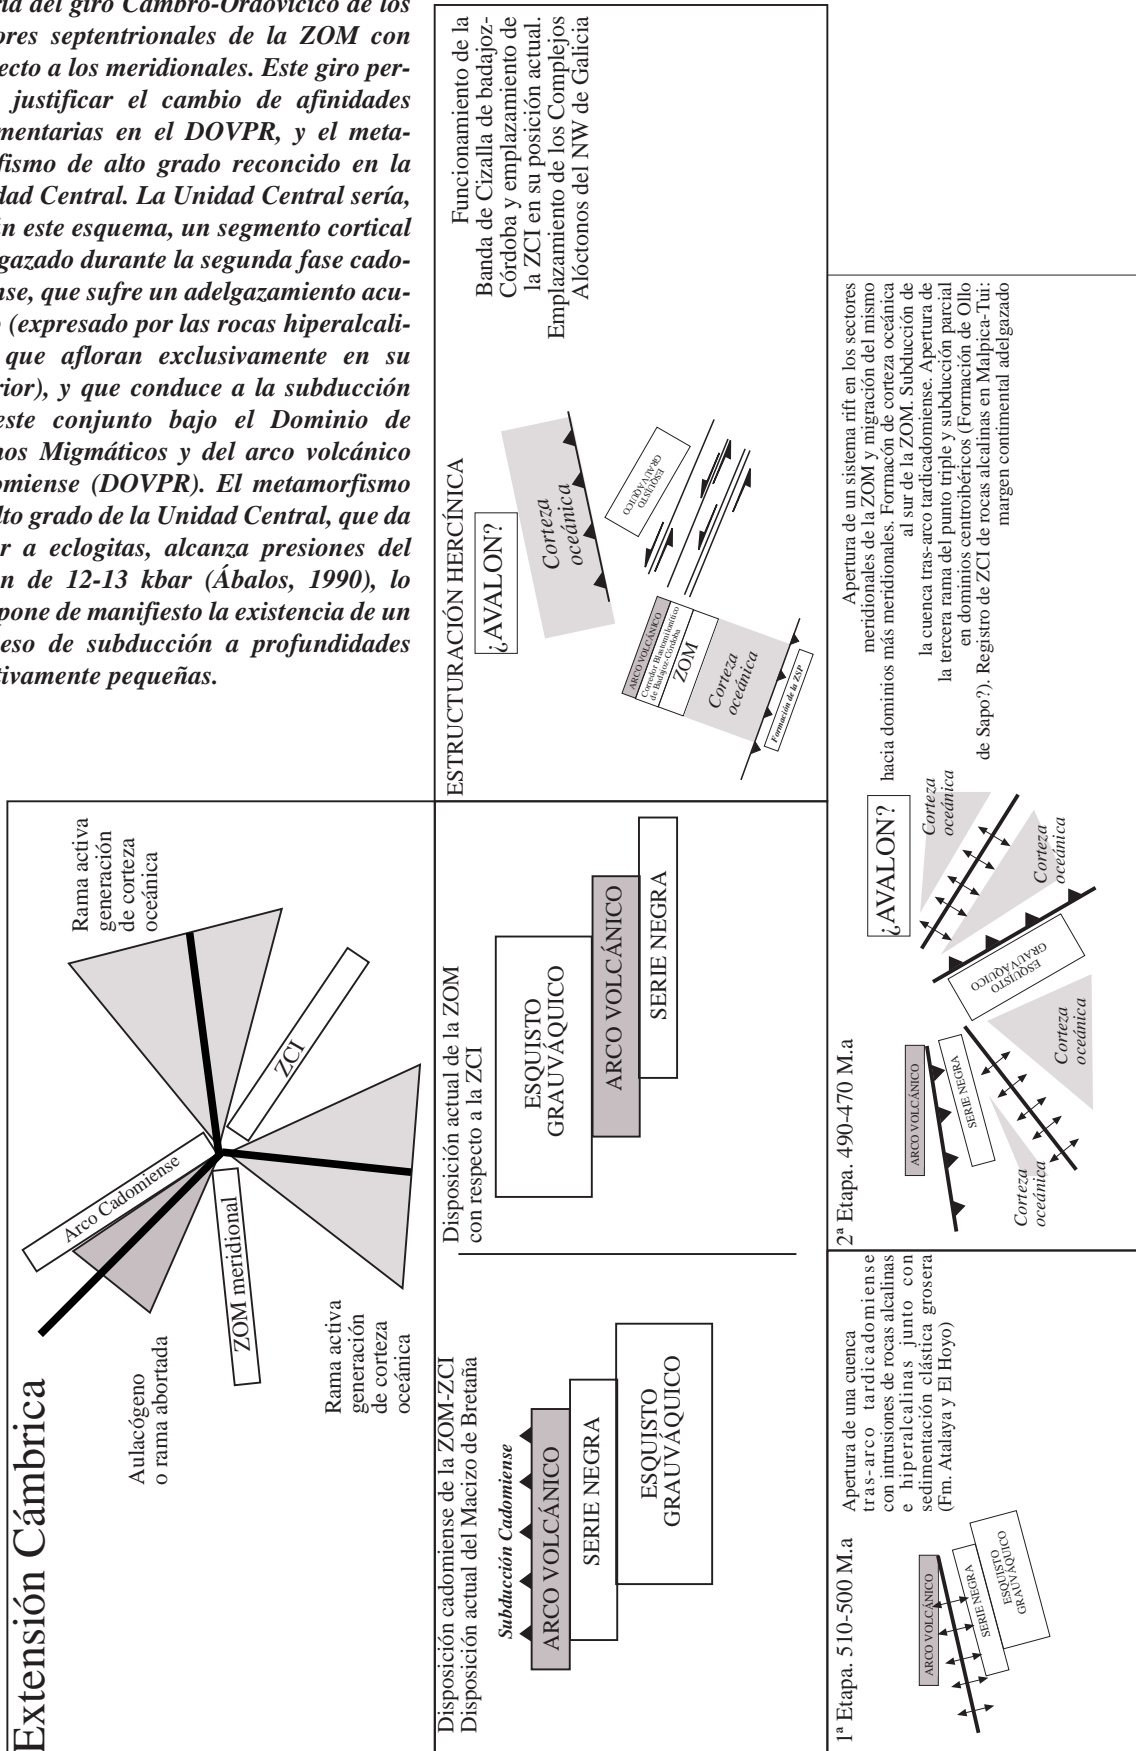 ores septentrionales de la ZOM con
ecto a los meridionales. Este giro per-
justificar el cambio de afinidades
mentarias en el DOVPR, y el meta-
fismo de alto grado reconcido en la
dad Central. La Unidad Central sería,
n este esquema, un segmento cortical
gazado durante la segunda fase cado-
nse, que sufre un adelgazamiento acu-
o (expresado por las rocas hiperalcali-
que afloran exclusivamente en su
rior), y que conduce a la subducción
este conjunto bajo el Dominio de
nos Migmáticos y del arco volcánico
omiense (DOVPR). El metamorfismo
lto grado de la Unidad Central, que da
r a eclogitas, alcanza presiones del
n de 12-13 kbar (Ábalos, 1990), lo
pone de manifiesto la existencia de un
eso de subducción a profundidades
tivamente pequeñas.
Extensión Cámbrica
Aulacógeno
o rama abortada
Arco Cadomiense
ZOM meridional
ZCI
Rama activa
generación
de corteza
oceánica
Rama activa
generación
de corteza
oceánica
Disposición cadomiense de la ZOM-ZCI
Disposición actual del Macizo de Bretaña
Subducción Cadomiense
ARCO VOLCÁNICO
SERIE NEGRA
ESQUISTO
GRAUVÁQUICO
Disposición actual de la ZOM
con respecto a la ZCI
ESQUISTO
GRAUVÁQUICO
ARCO VOLCÁNICO
SERIE NEGRA
1ª Etapa. 510-500 M.a
Apertura de una cuenca
tras-arco tardicadomiense
con intrusiones de rocas alcalinas
e hiperalcalinas junto con
sedimentación clástica grosera
(Fm. Atalaya y El Hoyo)
ARCO VOLCÁNICO
SERIE NEGRA
ESQUISTO
GRAUVÁQUICO
2ª Etapa. 490-470 M.a
ARCO VOLCÁNICO
SERIE NEGRA
Corteza
oceánica
Corteza
oceánica
ESQUISTO
GRAUVÁQUICO
¿AVALON?
Corteza
oceánica
Corteza
oceánica
Apertura de un sistema rift en los sectores
meridionales de la ZOM y migración del mismo
hacia dominios más meridionales. Formacón de corteza oceánica
al sur de la ZOM. Subducción de
la cuenca tras-arco tardicadomiense. Apertura de
la tercera rama del punto triple y subducción parcial
en dominios centroibéricos (Formación de Ollo
de Sapo?). Registro de ZCI de rocas alcalinas en Malpica-Tui:
margen continental adelgazado
ESTRUCTURACIÓN HERCÍNICA
¿AVALON?
Corteza
oceánica
ESQUISTO
GRAUVÁQUICO
ARCO VOLCÁNICO
Corredor Blastomilonítico
de Badajoz-Córdoba
ZOM
Corteza
oceánica
Formación de la ZSP
Funcionamiento de la
Banda de Cizalla de badajoz-
Córdoba y emplazamiento de
la ZCI en su posición actual.
Emplazamiento de los Complejos
Alóctonos del NW de Galicia